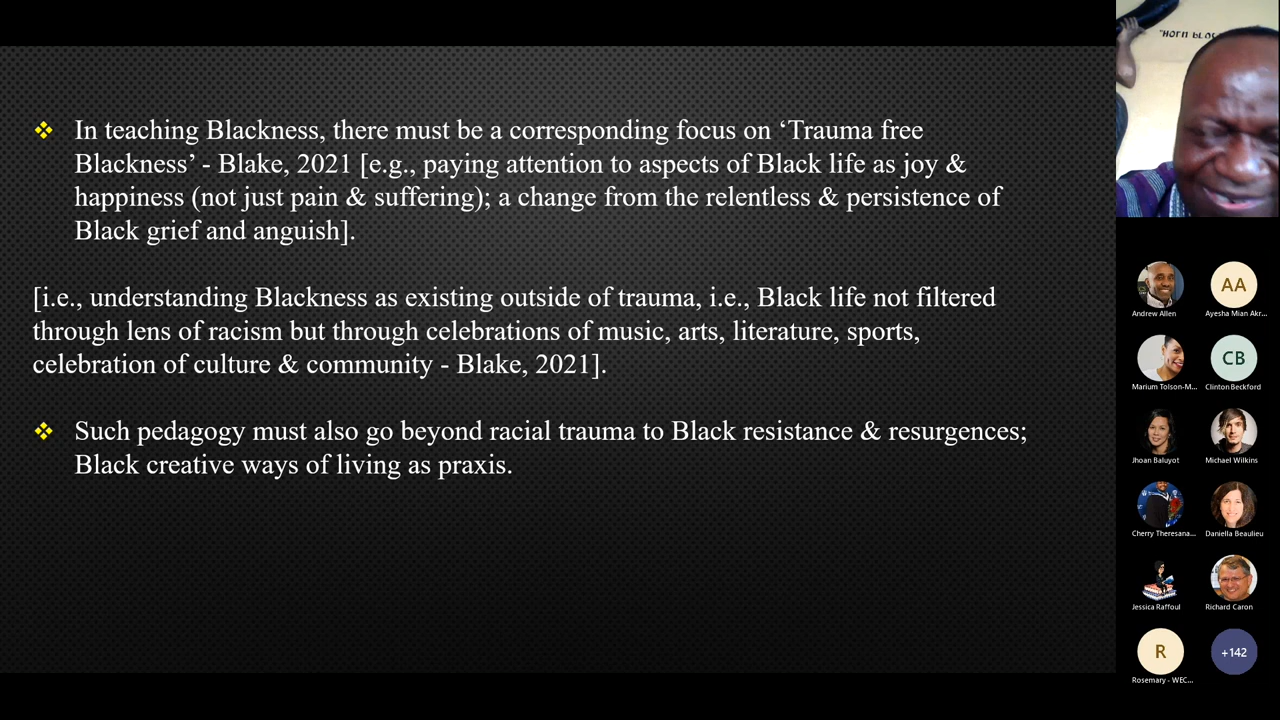 ❖ In teaching Blackness, there must be a corresponding focus on ‘Trauma free
Blackness’ - Blake, 2021 [e.g., paying attention to aspects of Black life as joy &
happiness (not just pain & suffering); a change from the relentless & persistence of
Black grief and anguish].
[i.e., understanding Blackness as existing outside of trauma, i.e., Black life not filtered
through lens of racism but through celebrations of music, arts, literature, sports,
celebration of culture & community - Blake, 2021].
❖ Such pedagogy must also go beyond racial trauma to Black resistance & resurgences;
Black creative ways of living as praxis.
"Horn
AA
Andrew Allen
Ayesha Mian Akr...
CB
Marium Tolson-M...
Clinton Beckford
Jhoan Baluyot
Michael Wilkins
Cherry Theresana...
Daniella Beaulieu
Jessica Raffoul
Richard Caron
R
+142
Rosemary - WEC...